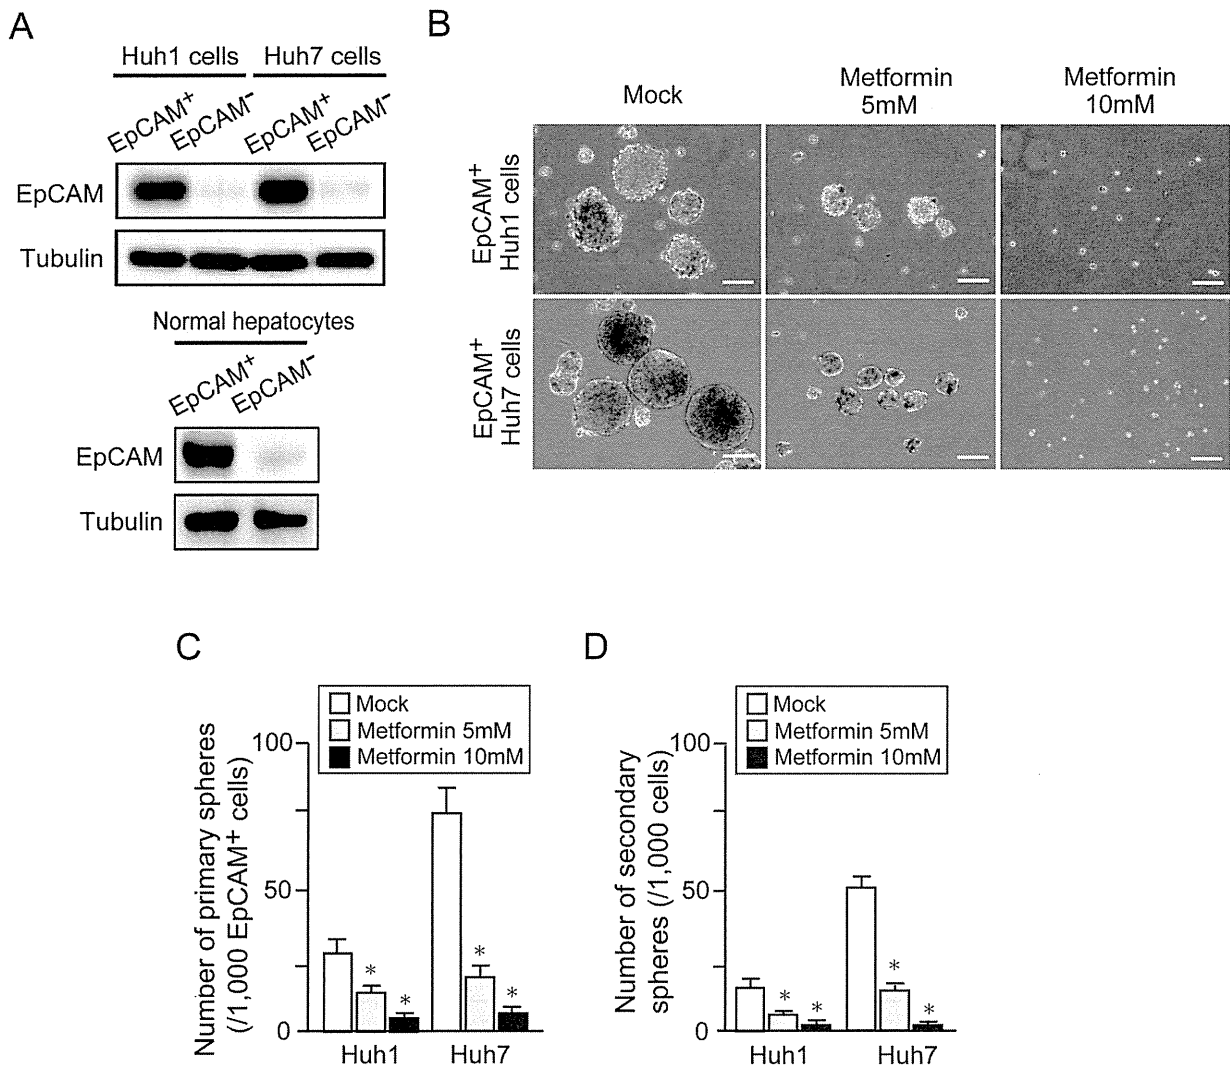 A
Huh1 cells
Huh7 cells
EpCAM+
EpCAM-
EpCAM+
EpCAM-
EpCAM
Tubulin
Normal hepatocytes
EpCAM+
EpCAM-
EpCAM
Tubulin
B
Mock
Metformin
5mM
Metformin
10mM
EpCAM+
Huh1 cells
EpCAM+
Huh7 cells
C
Number of primary spheres
(/1,000 EpCAM+ cells)
Mock
Metformin 5mM
Metformin 10mM
100
50
0
*
*
*
*
Huh1
Huh7
D
Number of secondary
spheres (/1,000 cells)
Mock
Metformin 5mM
Metformin 10mM
100
50
0
*
*
*
*
Huh1
Huh7